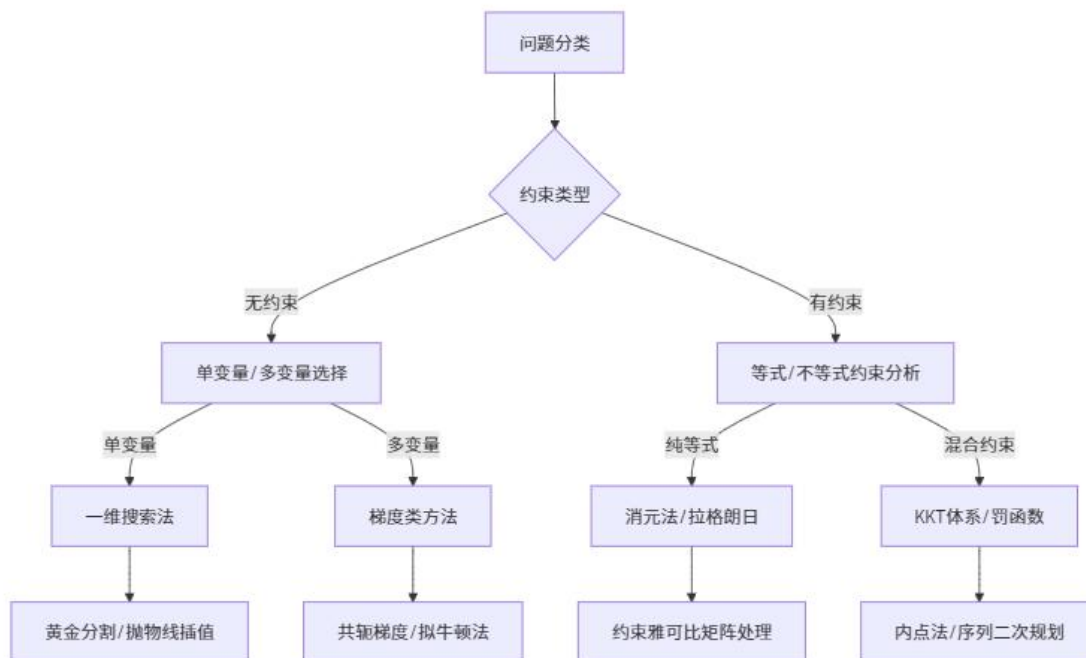 问题分类
约束类型
无约束
有约束
单变量/多变量选择
等式/不等式约束分析
单变量
多变量
纯等式
混合约束
一维搜索法
梯度类方法
消元法/拉格朗日
KKT体系/罚函数
黄金分割/抛物线插值
共轭梯度/拟牛顿法
约束雅可比矩阵处理
内点法/序列二次规划